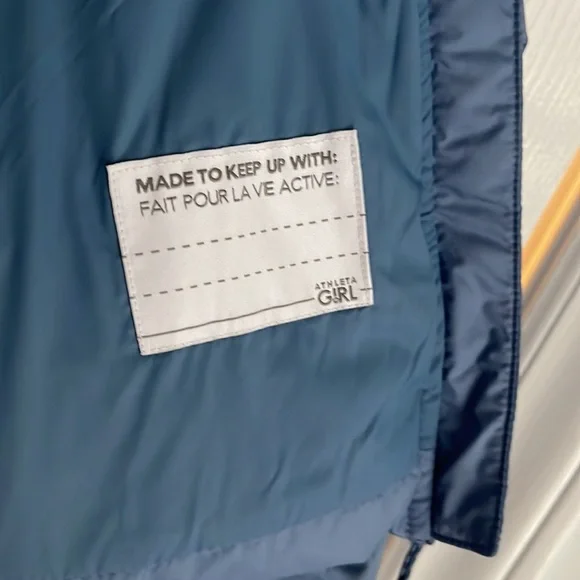 MADE TO KEEP UP WITH:
FAIT POUR LA VIE ACTIVE:
ATHLETA
GIRL